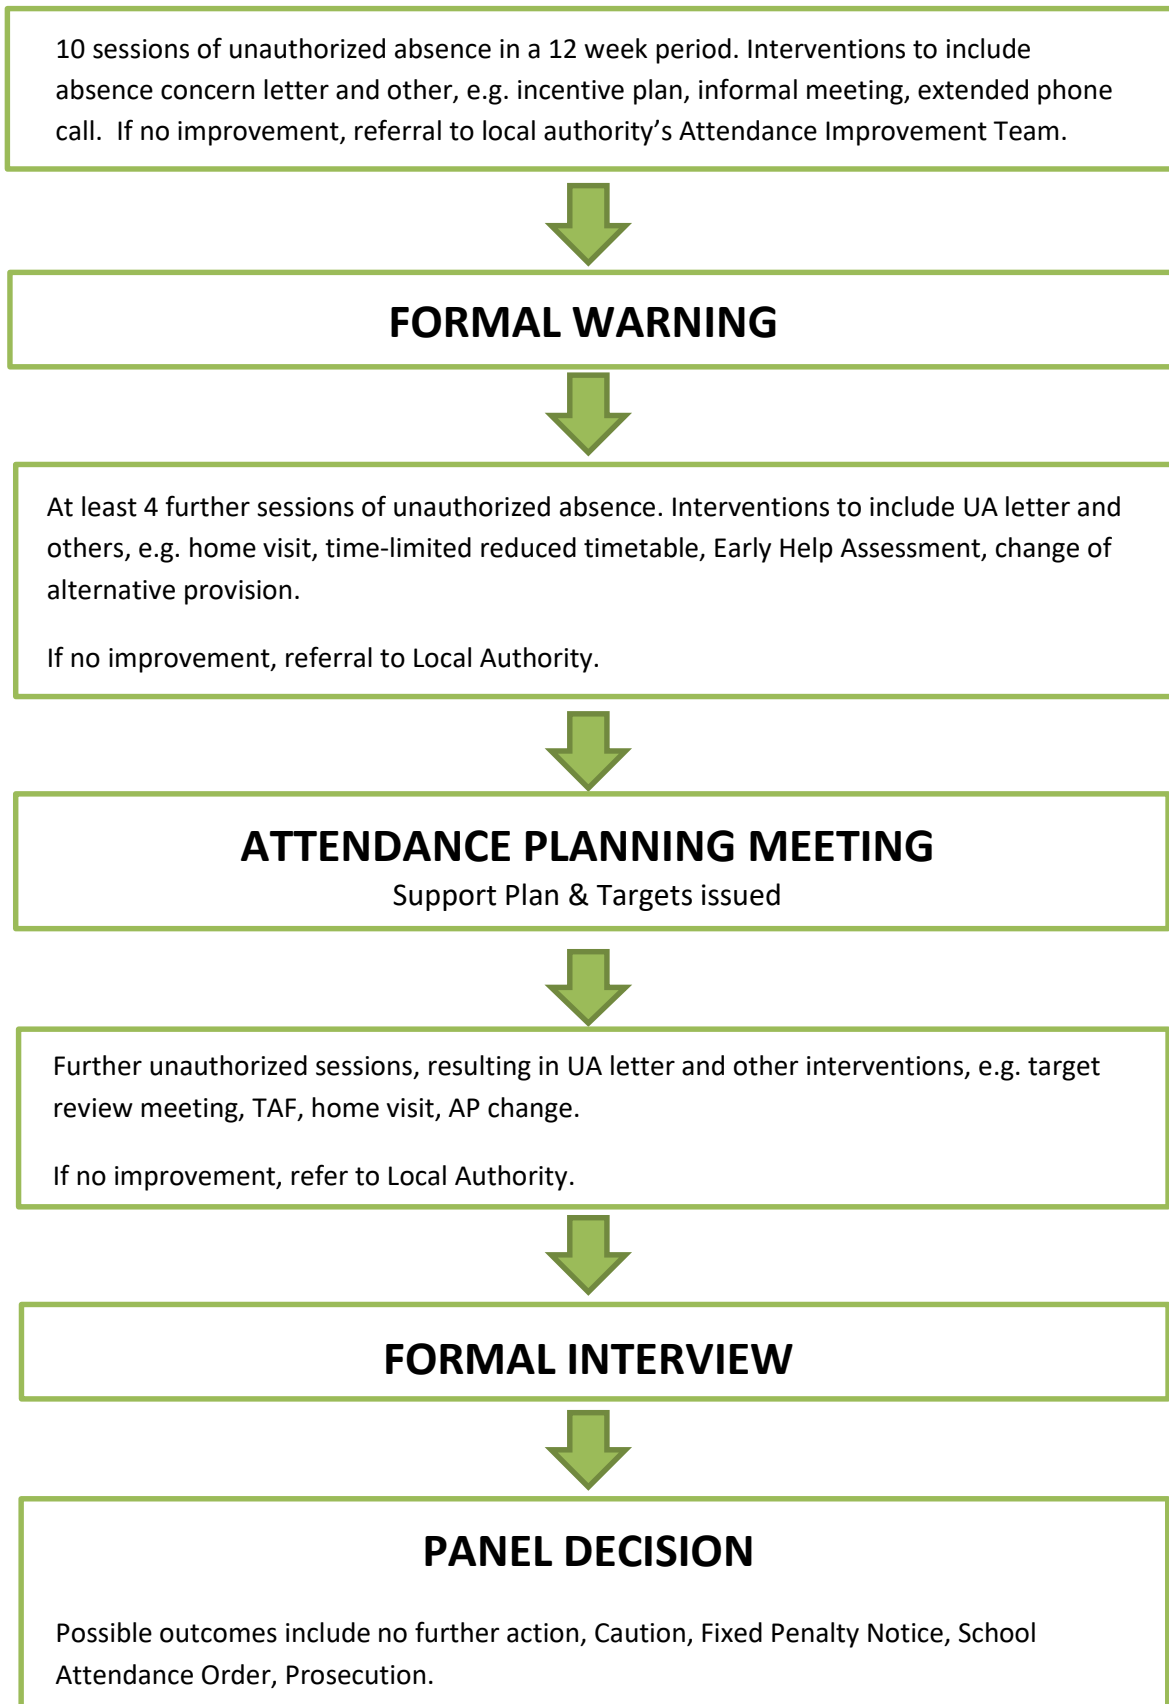 10 sessions of unauthorized absence in a 12 week period. Interventions to include
absence concern letter and other, e.g. incentive plan, informal meeting, extended phone
call.  If no improvement, referral to local authority’s Attendance Improvement Team.
FORMAL WARNING
At least 4 further sessions of unauthorized absence. Interventions to include UA letter and
others, e.g. home visit, time-limited reduced timetable, Early Help Assessment, change of
alternative provision.
If no improvement, referral to Local Authority.
ATTENDANCE PLANNING MEETING
Support Plan & Targets issued
Further unauthorized sessions, resulting in UA letter and other interventions, e.g. target
review meeting, TAF, home visit, AP change.
If no improvement, refer to Local Authority.
FORMAL INTERVIEW
PANEL DECISION
Possible outcomes include no further action, Caution, Fixed Penalty Notice, School
Attendance Order, Prosecution.